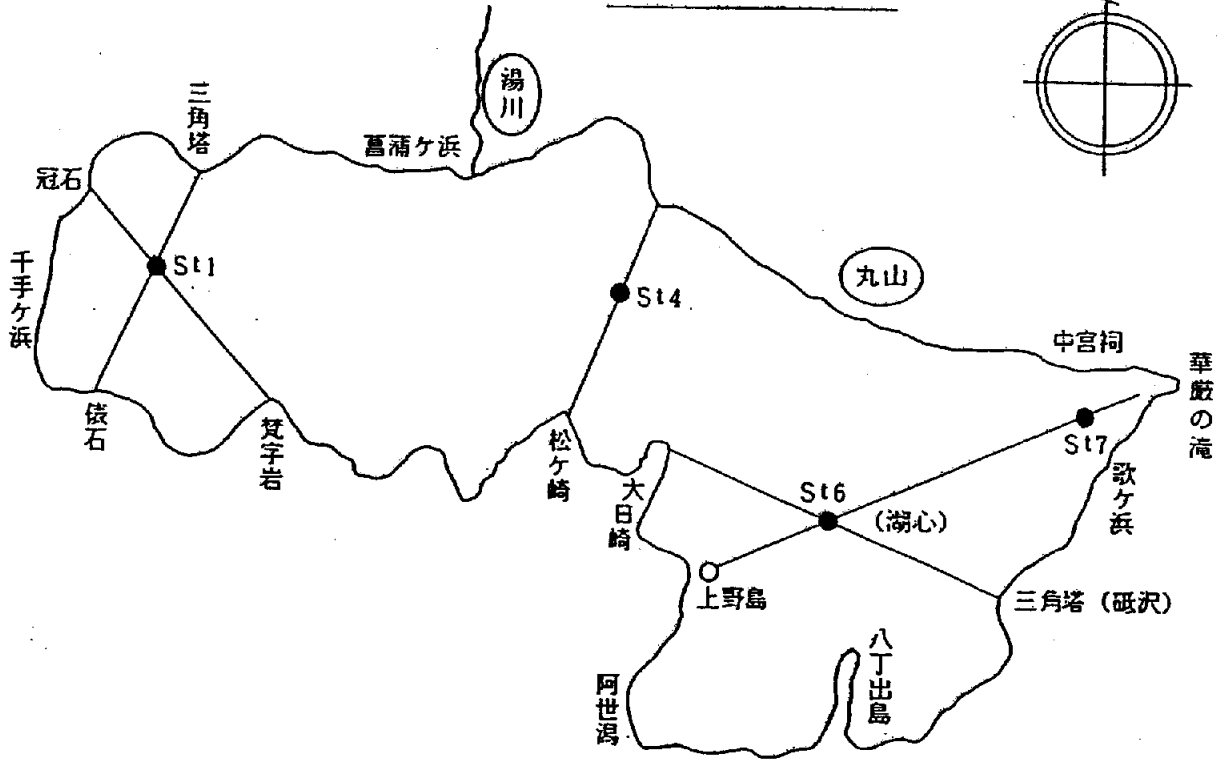 湯川
三角塔
菖蒲ケ浜
冠石
St1
千手ケ浜
St4
丸山
中宮祠
華厳の滝
俵石
梵字岩
松ケ崎
大日崎
St6
(湖心)
St7
歌ケ浜
上野島
三角塔 (砥沢)
八丁出島
阿世潟